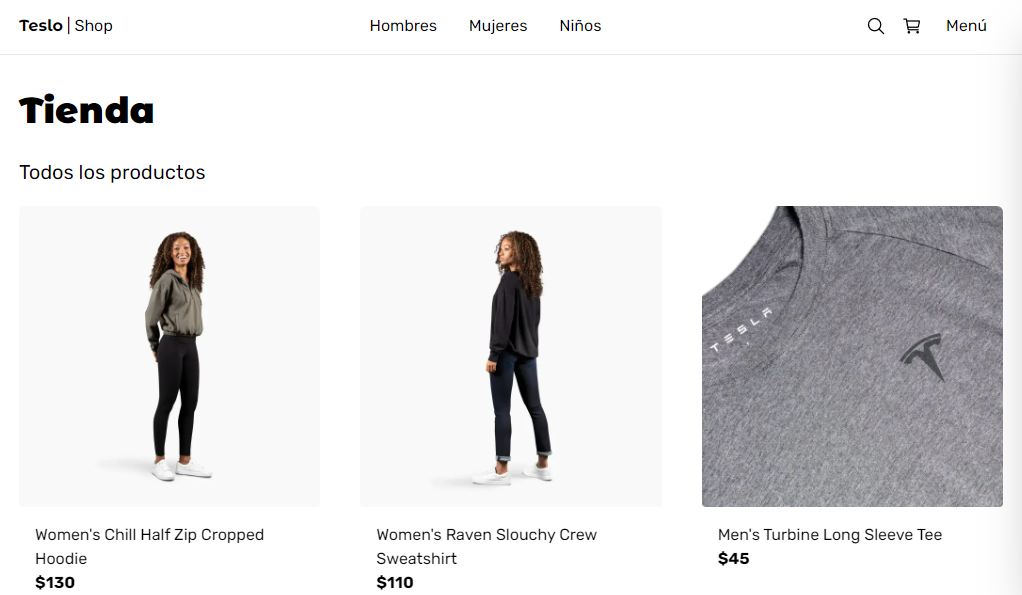 Teslo | Shop
Hombres
Mujeres
Niños
Menú
Tienda
Todos los productos
TESLA
Women's Chill Half Zip Cropped
Hoodie
$130
Women's Raven Slouchy Crew
Sweatshirt
$110
Men's Turbine Long Sleeve Tee
$45